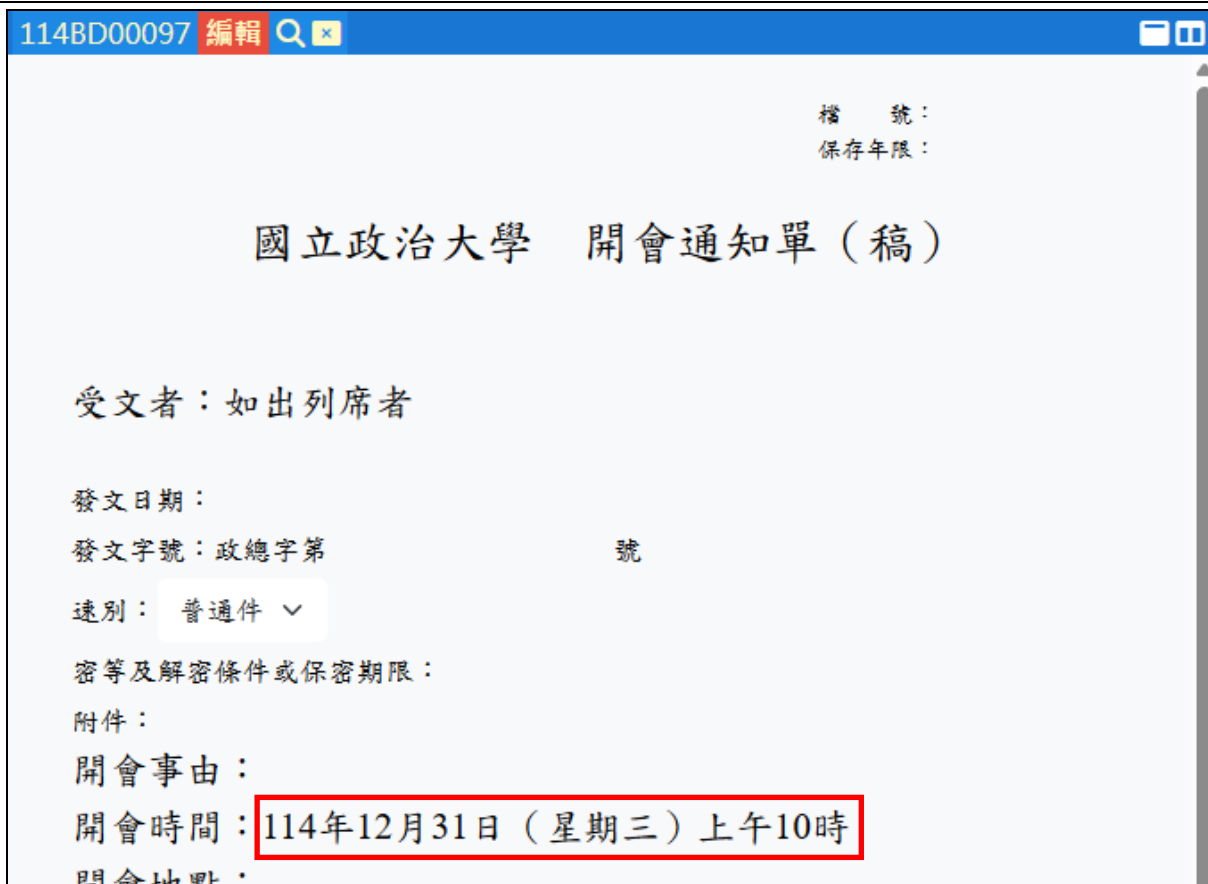 114BD00097 編輯
檔　　號：
保存年限：
國立政治大學　開會通知單（稿）
受文者：如出列席者
發文日期：
發文字號：政總字第　　　　　　　　　　號
速別：　普通件
密等及解密條件或保密期限：
附件：
開會事由：
開會時間：114年12月31日（星期三）上午10時
開會地點：